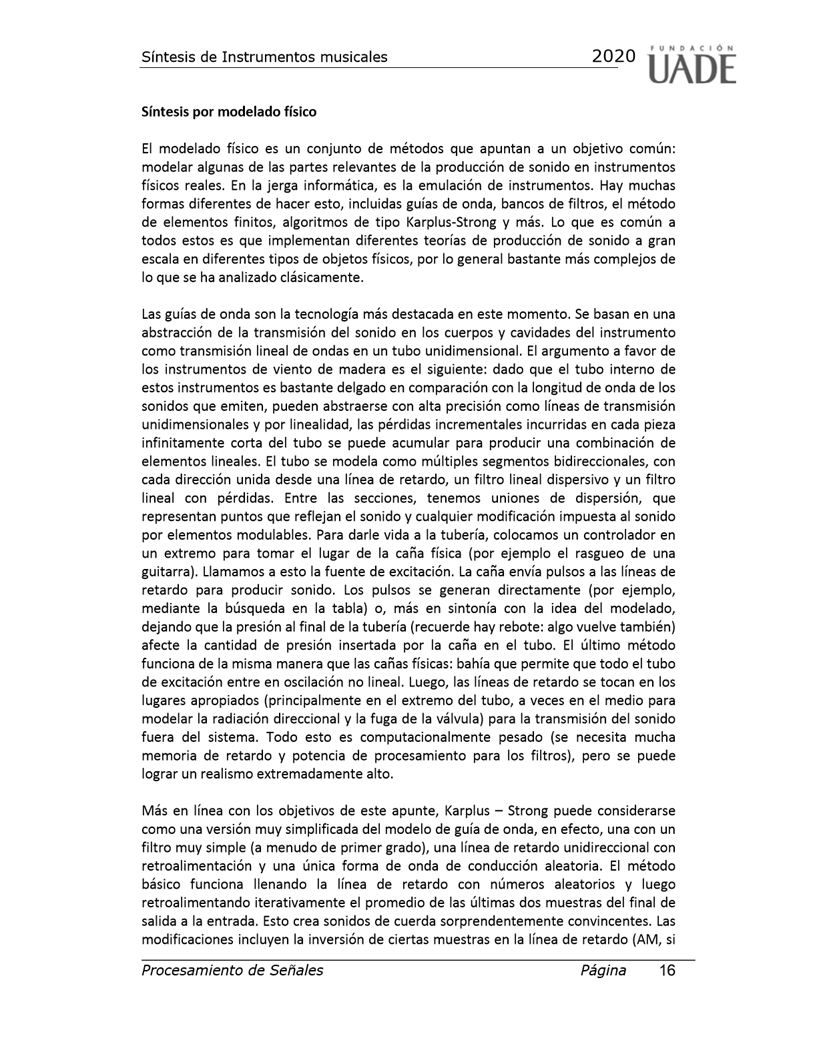 Síntesis de Instrumentos musicales 2020 FUNDACIÓN
UADE
Síntesis por modelado físico
El modelado físico es un conjunto de métodos que apuntan a un objetivo común:
modelar algunas de las partes relevantes de la producción de sonido en instrumentos
físicos reales. En la jerga informática, es la emulación de instrumentos. Hay muchas
formas diferentes de hacer esto, incluidas guías de onda, bancos de filtros, el método
de elementos finitos, algoritmos de tipo Karplus-Strong y más. Lo que es común a
todos estos es que implementan diferentes teorías de producción de sonido a gran
escala en diferentes tipos de objetos físicos, por lo general bastante más complejos de
lo que se ha analizado clásicamente.
Las guías de onda son la tecnología más destacada en este momento. Se basan en una
abstracción de la transmisión del sonido en los cuerpos y cavidades del instrumento
como transmisión lineal de ondas en un tubo unidimensional. El argumento a favor de
los instrumentos de viento de madera es el siguiente: dado que el tubo interno de
estos instrumentos es bastante delgado en comparación con la longitud de onda de los
sonidos que emiten, pueden abstraerse con alta precisión como líneas de transmisión
unidimensionales y por linealidad, las pérdidas incrementales incurridas en cada pieza
infinitamente corta del tubo se puede acumular para producir una combinación de
elementos lineales. El tubo se modela como múltiples segmentos bidireccionales, con
cada dirección unida desde una línea de retardo, un filtro lineal dispersivo y un filtro
lineal con pérdidas. Entre las secciones, tenemos uniones de dispersión, que
representan puntos que reflejan el sonido y cualquier modificación impuesta al sonido
por elementos modulables. Para darle vida a la tubería, colocamos un controlador en
un extremo para tomar el lugar de la caña física (por ejemplo el rasgueo de una
guitarra). Llamamos a esto la fuente de excitación. La caña envía pulsos a las líneas de
retardo para producir sonido. Los pulsos se generan directamente (por ejemplo,
mediante la búsqueda en la tabla) o, más en sintonía con la idea del modelado,
dejando que la presión al final de la tubería (recuerde hay rebote: algo vuelve también)
afecte la cantidad de presión insertada por la caña en el tubo. El último método
funciona de la misma manera que las cañas físicas: bahía que permite que todo el tubo
de excitación entre en oscilación no lineal. Luego, las líneas de retardo se tocan en los
lugares apropiados (principalmente en el extremo del tubo, a veces en el medio para
modelar la radiación direccional y la fuga de la válvula) para la transmisión del sonido
fuera del sistema. Todo esto es computacionalmente pesado (se necesita mucha
memoria de retardo y potencia de procesamiento para los filtros), pero se puede
lograr un realismo extremadamente alto.
Más en línea con los objetivos de este apunte, Karplus – Strong puede considerarse
como una versión muy simplificada del modelo de guía de onda, en efecto, una con un
filtro muy simple (a menudo de primer grado), una línea de retardo unidireccional con
retroalimentación y una única forma de onda de conducción aleatoria. El método
básico funciona llenando la línea de retardo con números aleatorios y luego
retroalimentando iterativamente el promedio de las últimas dos muestras del final de
salida a la entrada. Esto crea sonidos de cuerda sorprendentemente convincentes. Las
modificaciones incluyen la inversión de ciertas muestras en la línea de retardo (AM, si
Procesamiento de Señales Página 16